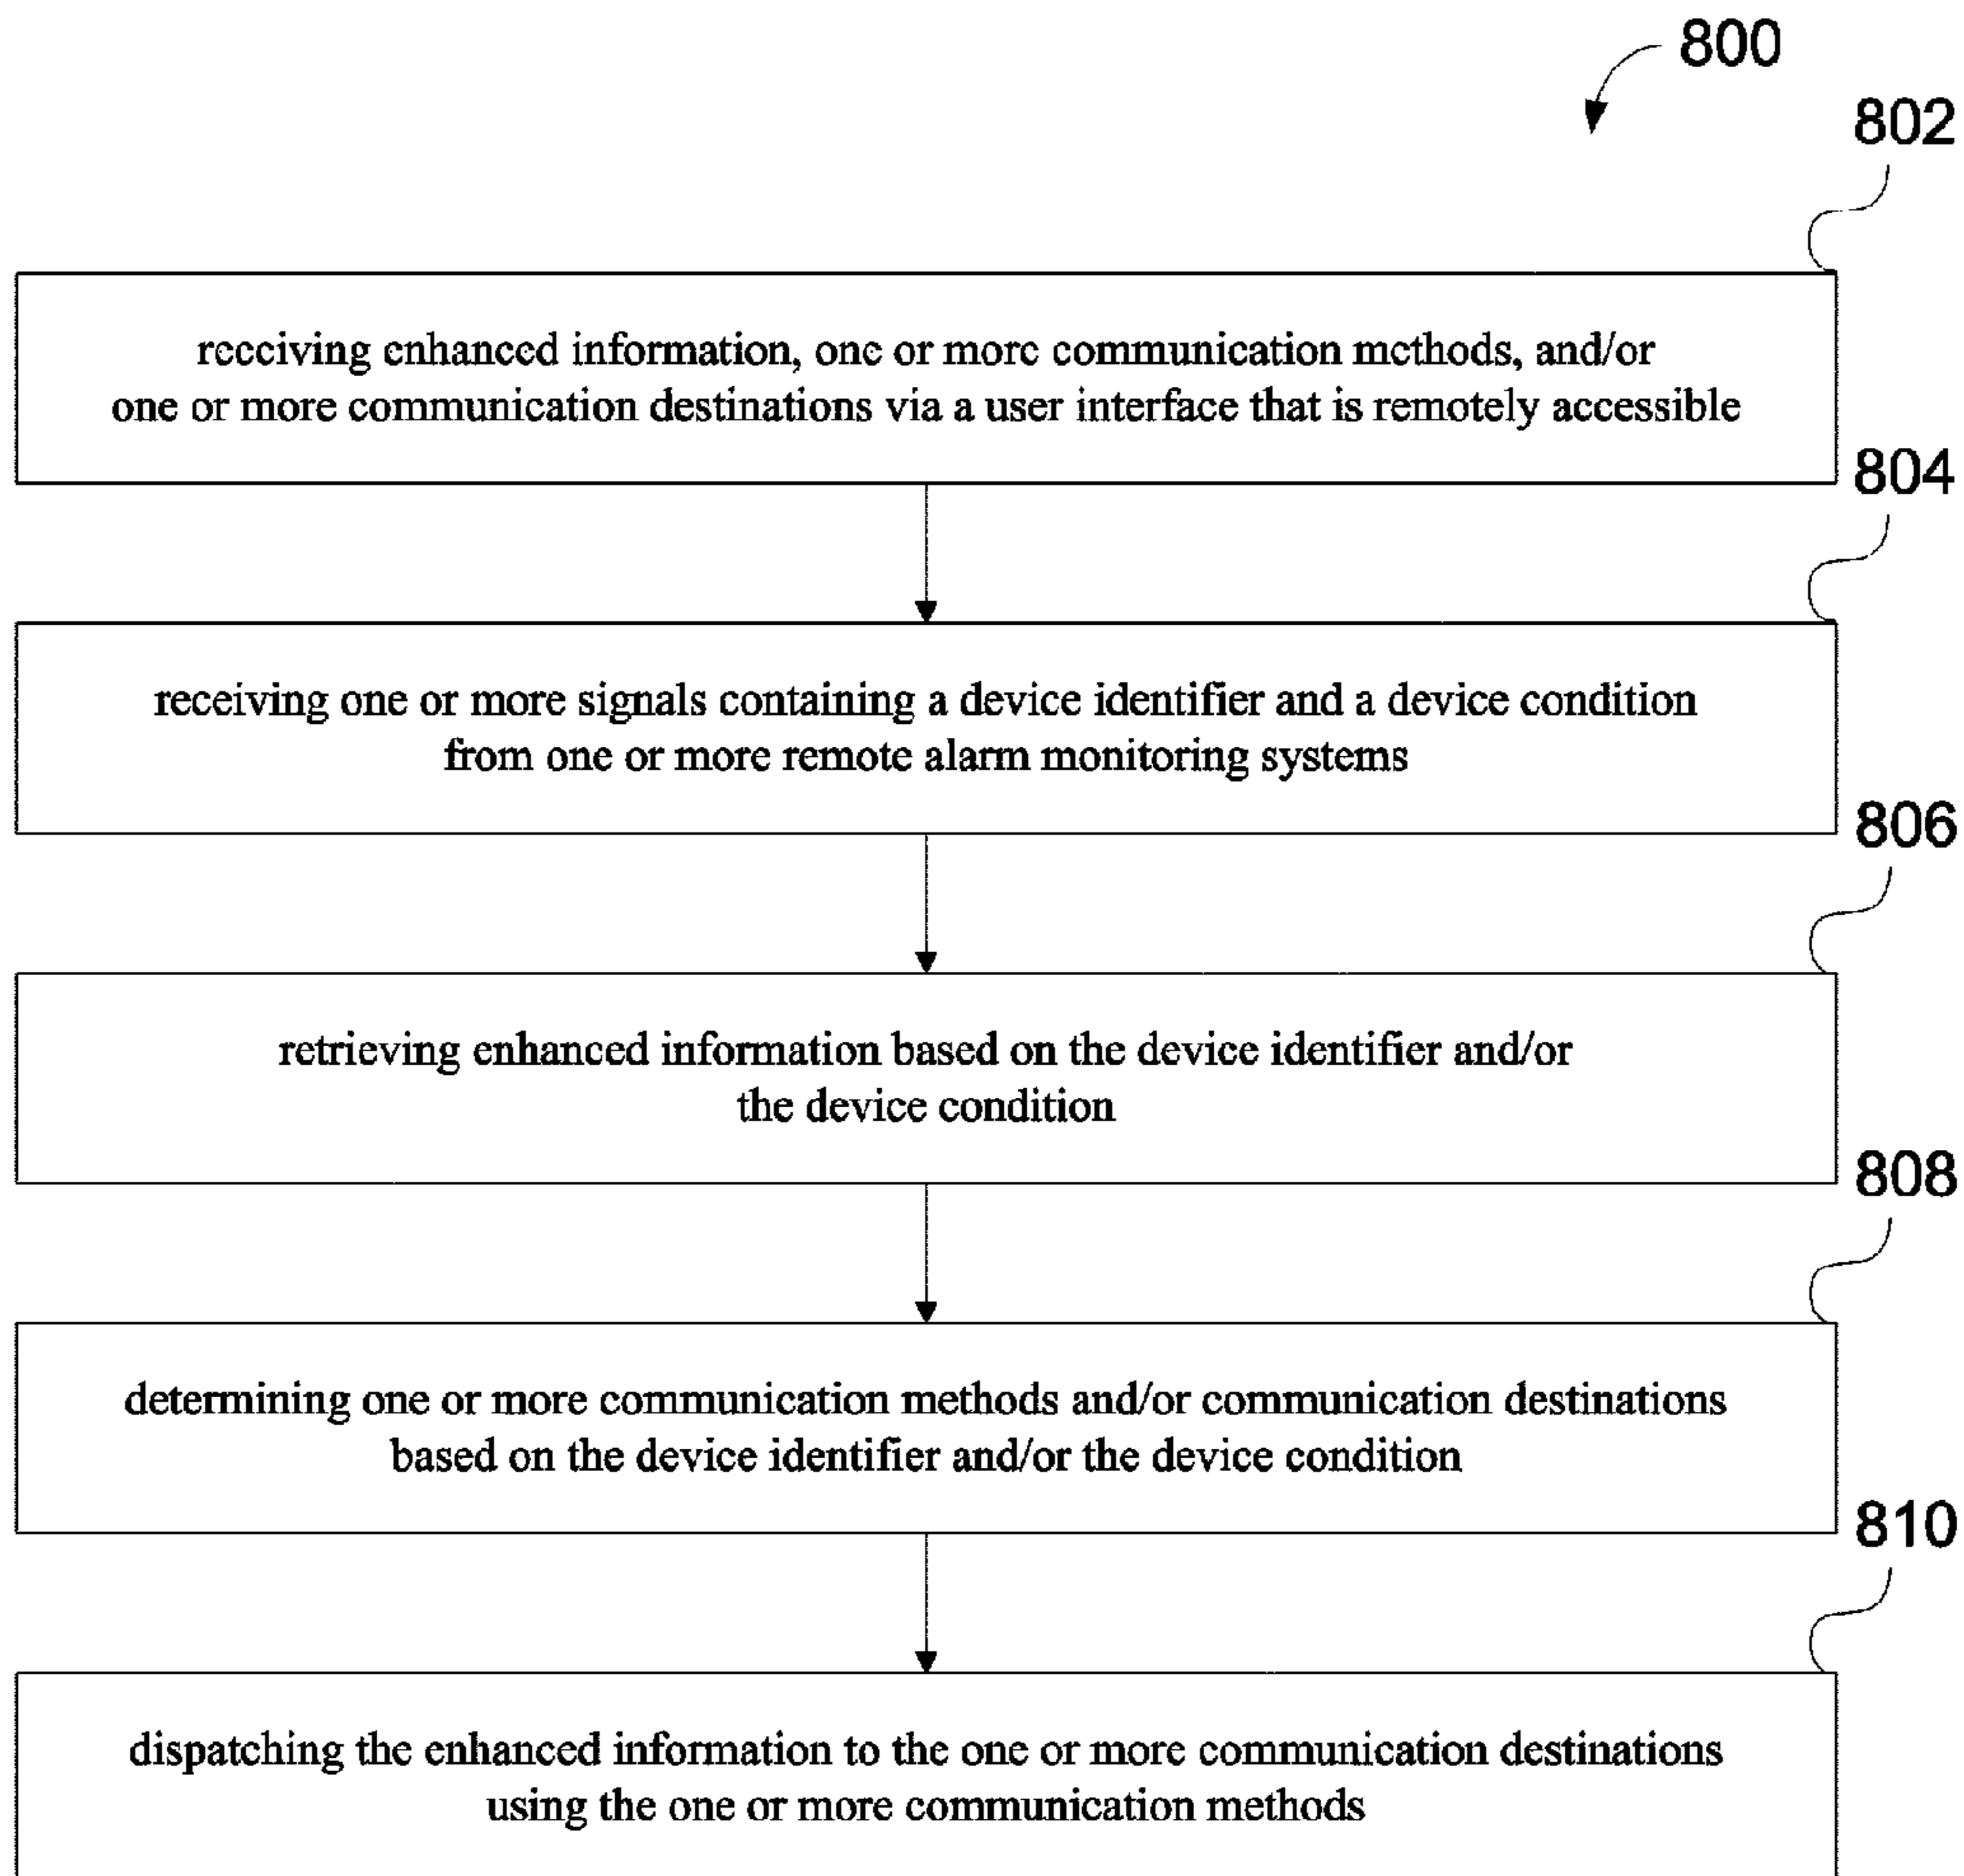 800
802
receiving enhanced information, one or more communication methods, and/or
one or more communication destinations via a user interface that is remotely accessible
804
receiving one or more signals containing a device identifier and a device condition
from one or more remote alarm monitoring systems
806
retrieving enhanced information based on the device identifier and/or
the device condition
808
determining one or more communication methods and/or communication destinations
based on the device identifier and/or the device condition
810
dispatching the enhanced information to the one or more communication destinations
using the one or more communication methods